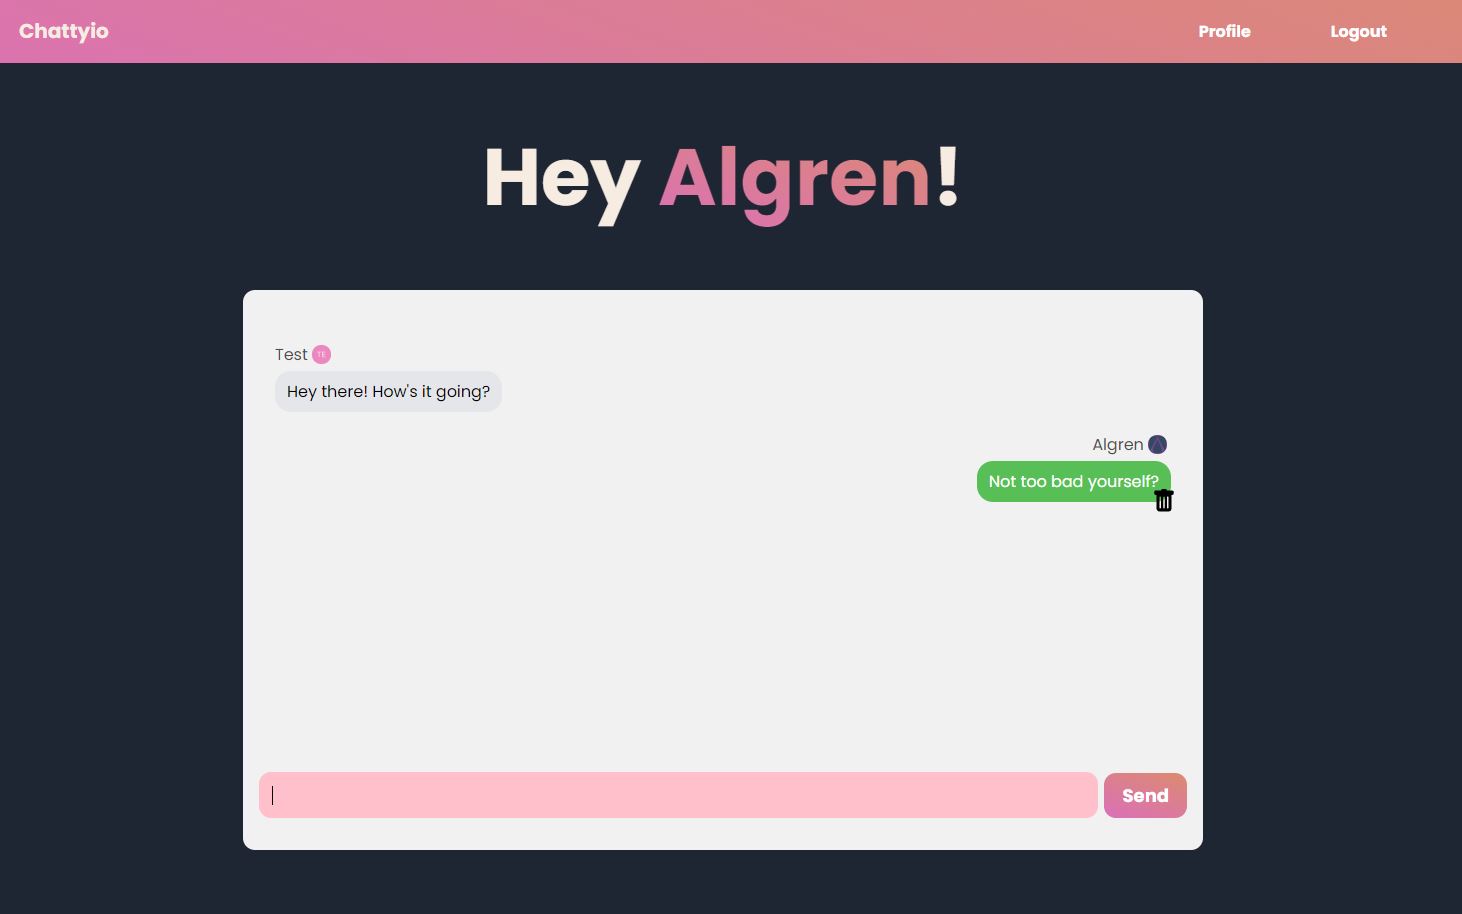 Chattyio
Profile
Logout
Hey Algren!
Test TE
Hey there! How's it going?
Algren
Not too bad yourself?
Send